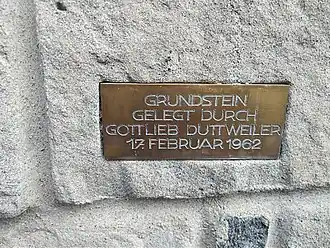 GRUNDSTEIN
GELEGT DURCH
GOTTLIEB DUTTWEILER
17. FEBRUAR 1962